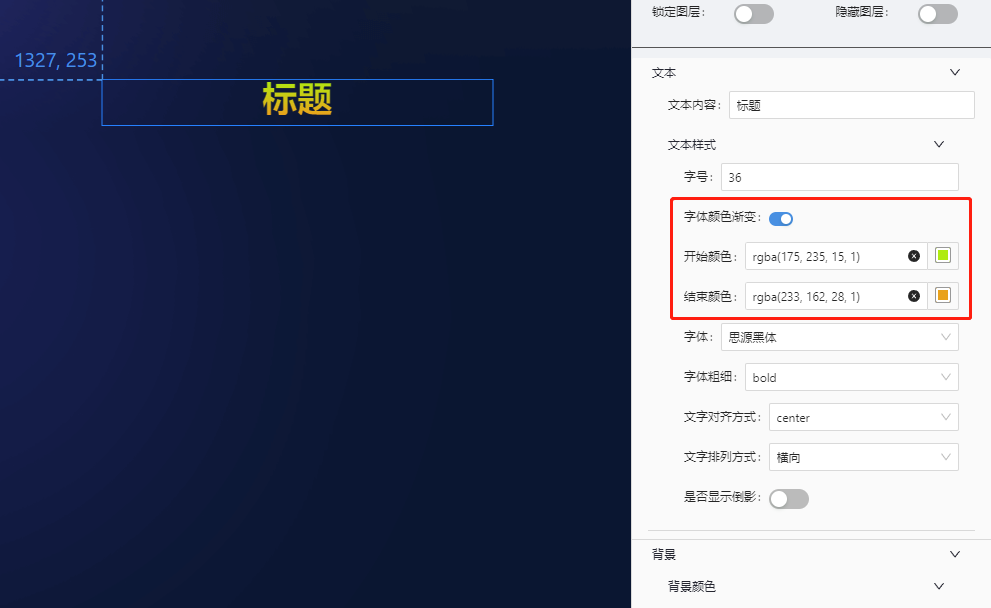 锁定图层： 隐藏图层：
1327, 253
标题
文本
文本内容： 标题
文本样式
字号： 36
字体颜色渐变：
开始颜色： rgba(175, 235, 15, 1)
结束颜色： rgba(233, 162, 28, 1)
字体： 思源黑体
字体粗细： bold
文字对齐方式： center
文字排列方式： 横向
是否显示倒影：
背景
背景颜色